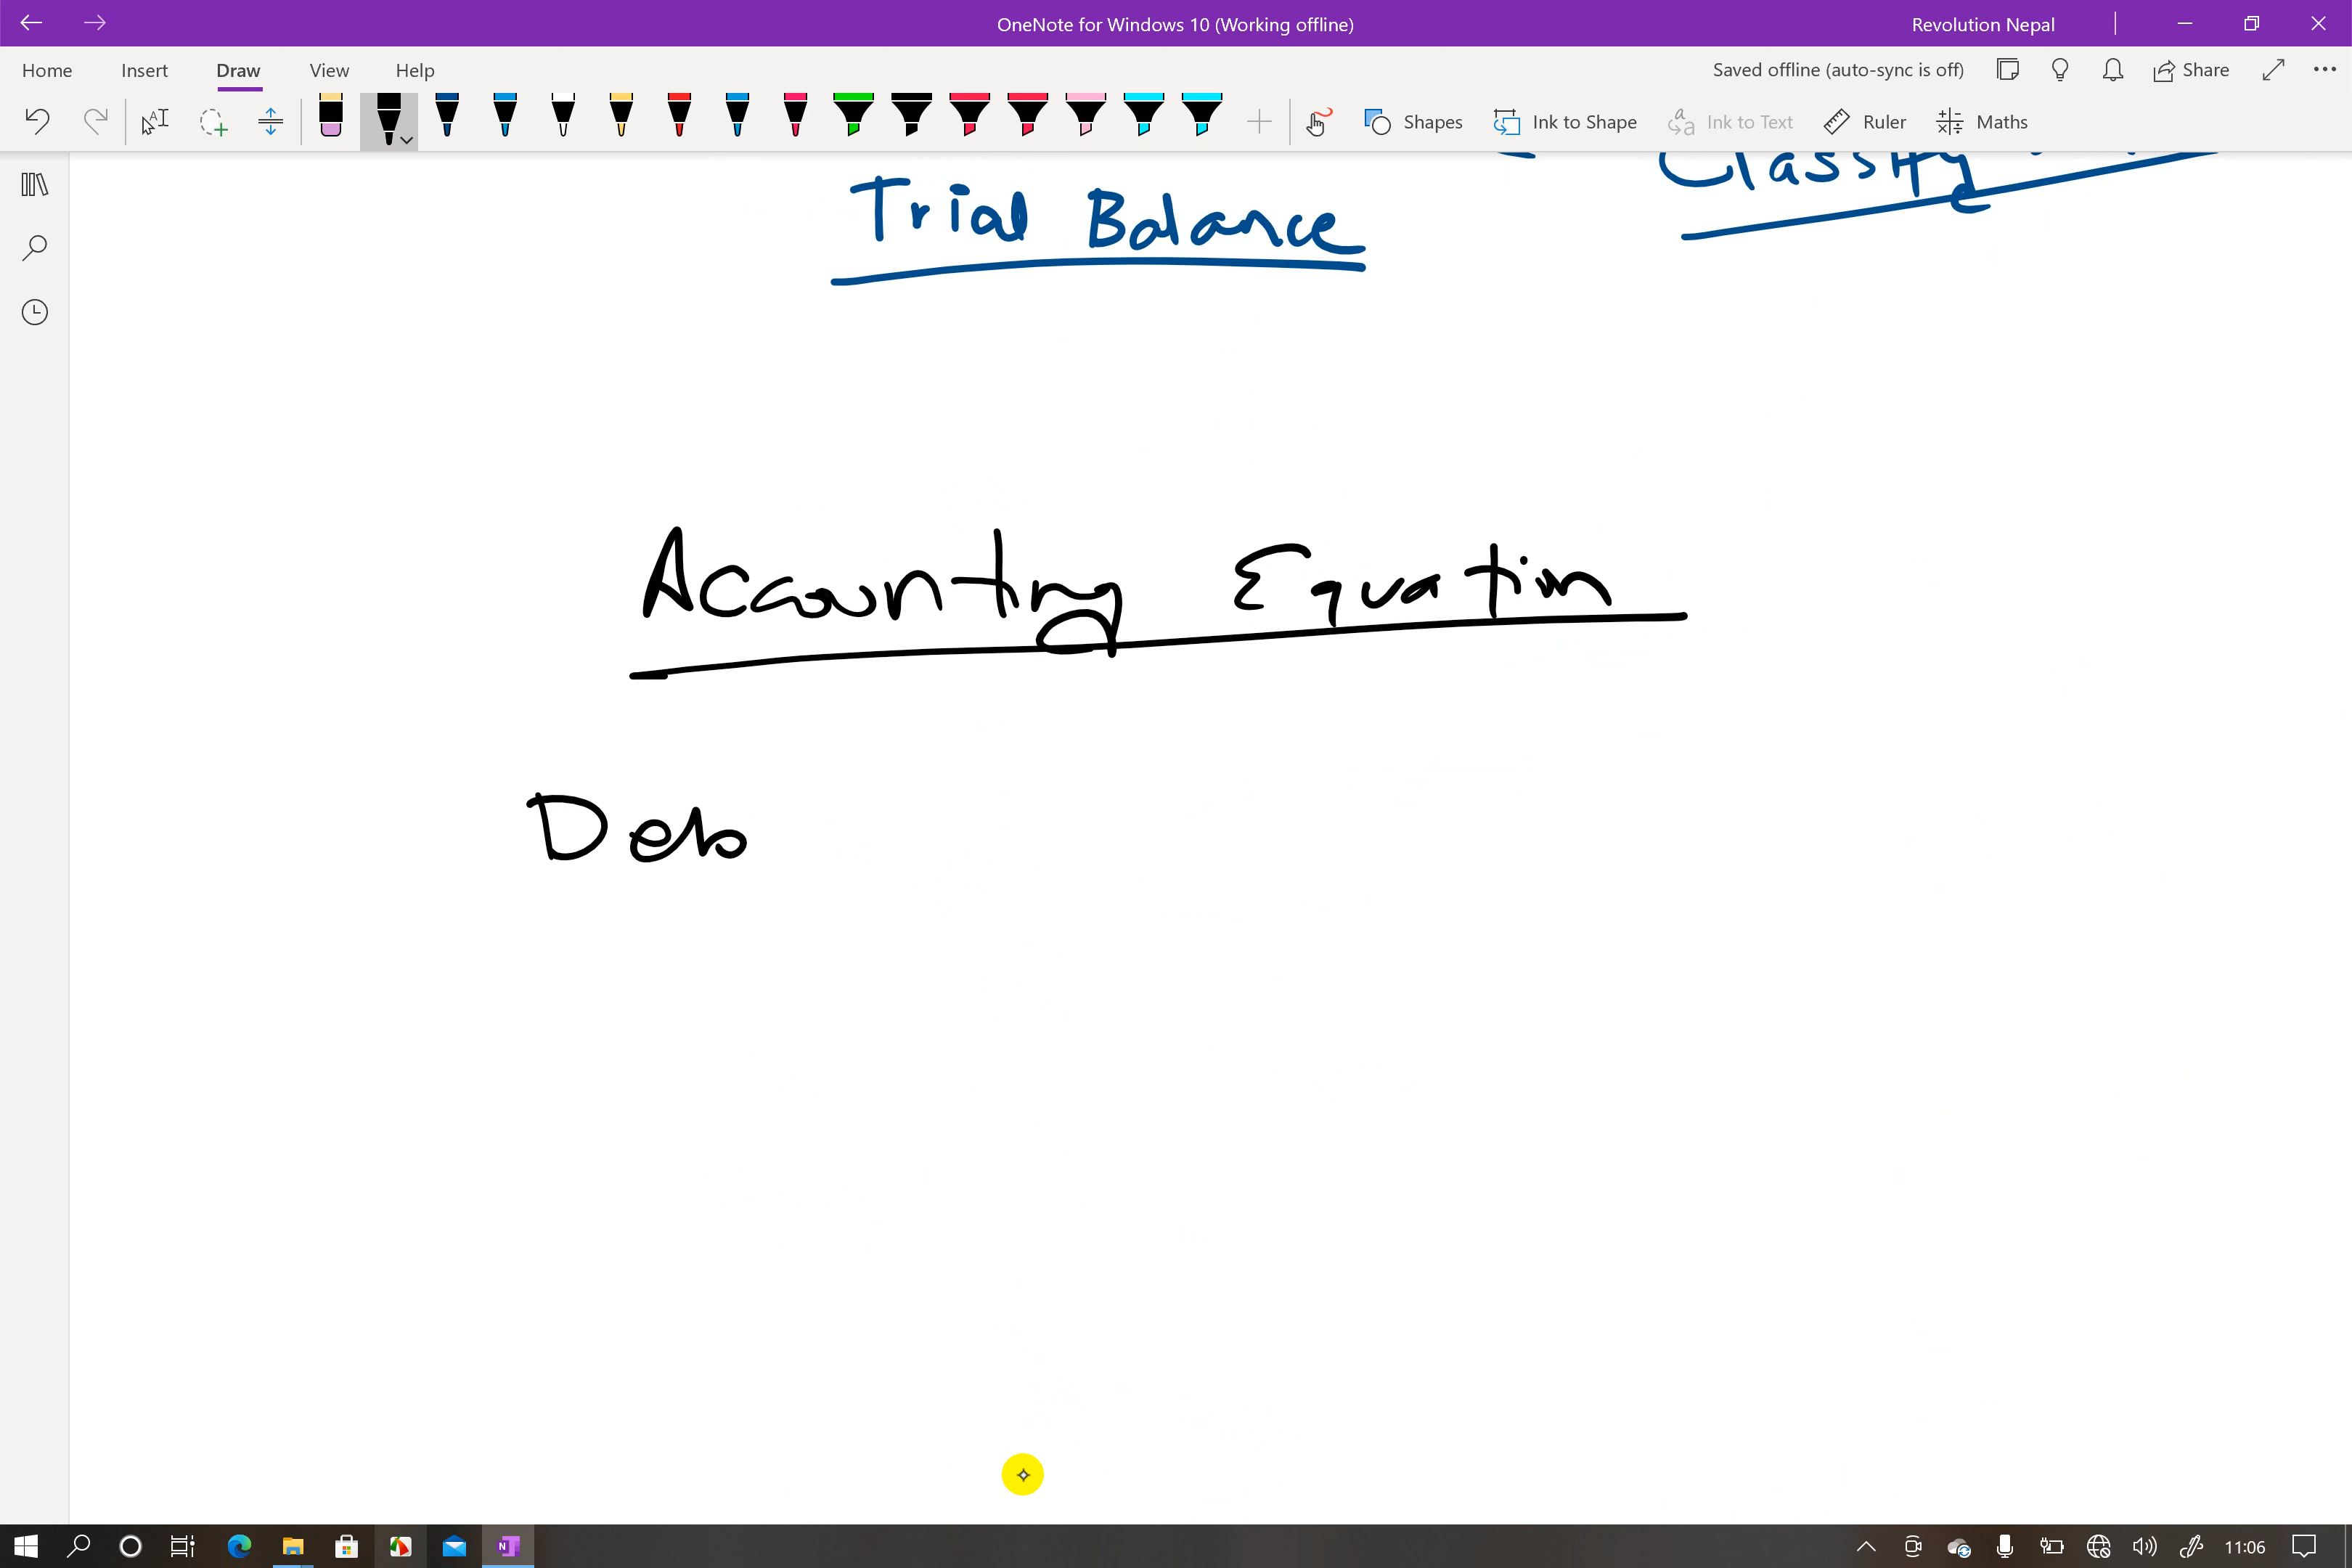 OneNote for Windows 10 (Working offline) Revolution Nepal
Home Insert Draw View Help Saved offline (auto-sync is off) Share
Shapes Ink to Shape Ink to Text Ruler Maths
Classify
Trial Balance
Accounting Equation
Deb
11:06